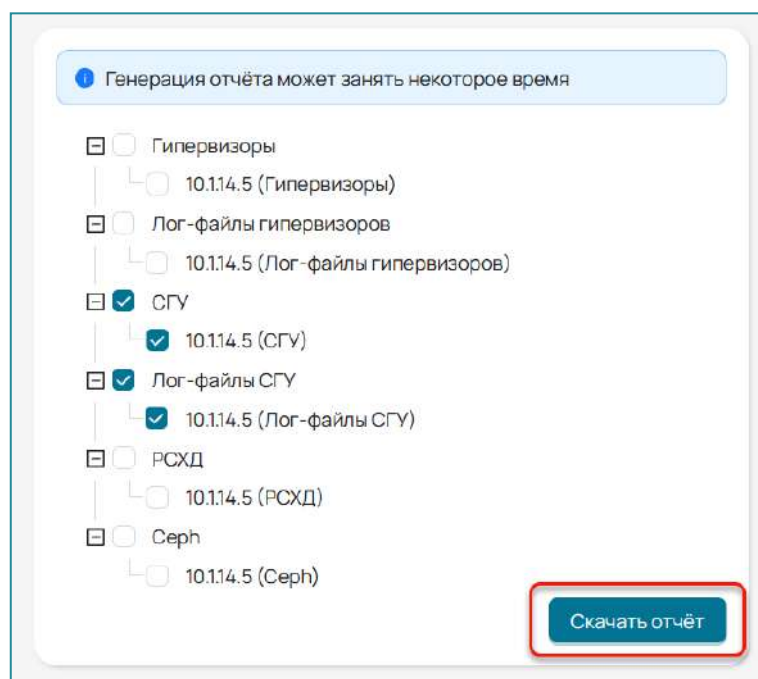 Генерация отчёта может занять некоторое время
Гипервизоры
10.1.14.5 (Гипервизоры)
Лог-файлы гипервизоров
10.1.14.5 (Лог-файлы гипервизоров)
СГУ
10.1.14.5 (СГУ)
Лог-файлы СГУ
10.1.14.5 (Лог-файлы СГУ)
РСХД
10.1.14.5 (РСХД)
Ceph
10.1.14.5 (Ceph)
Скачать отчёт